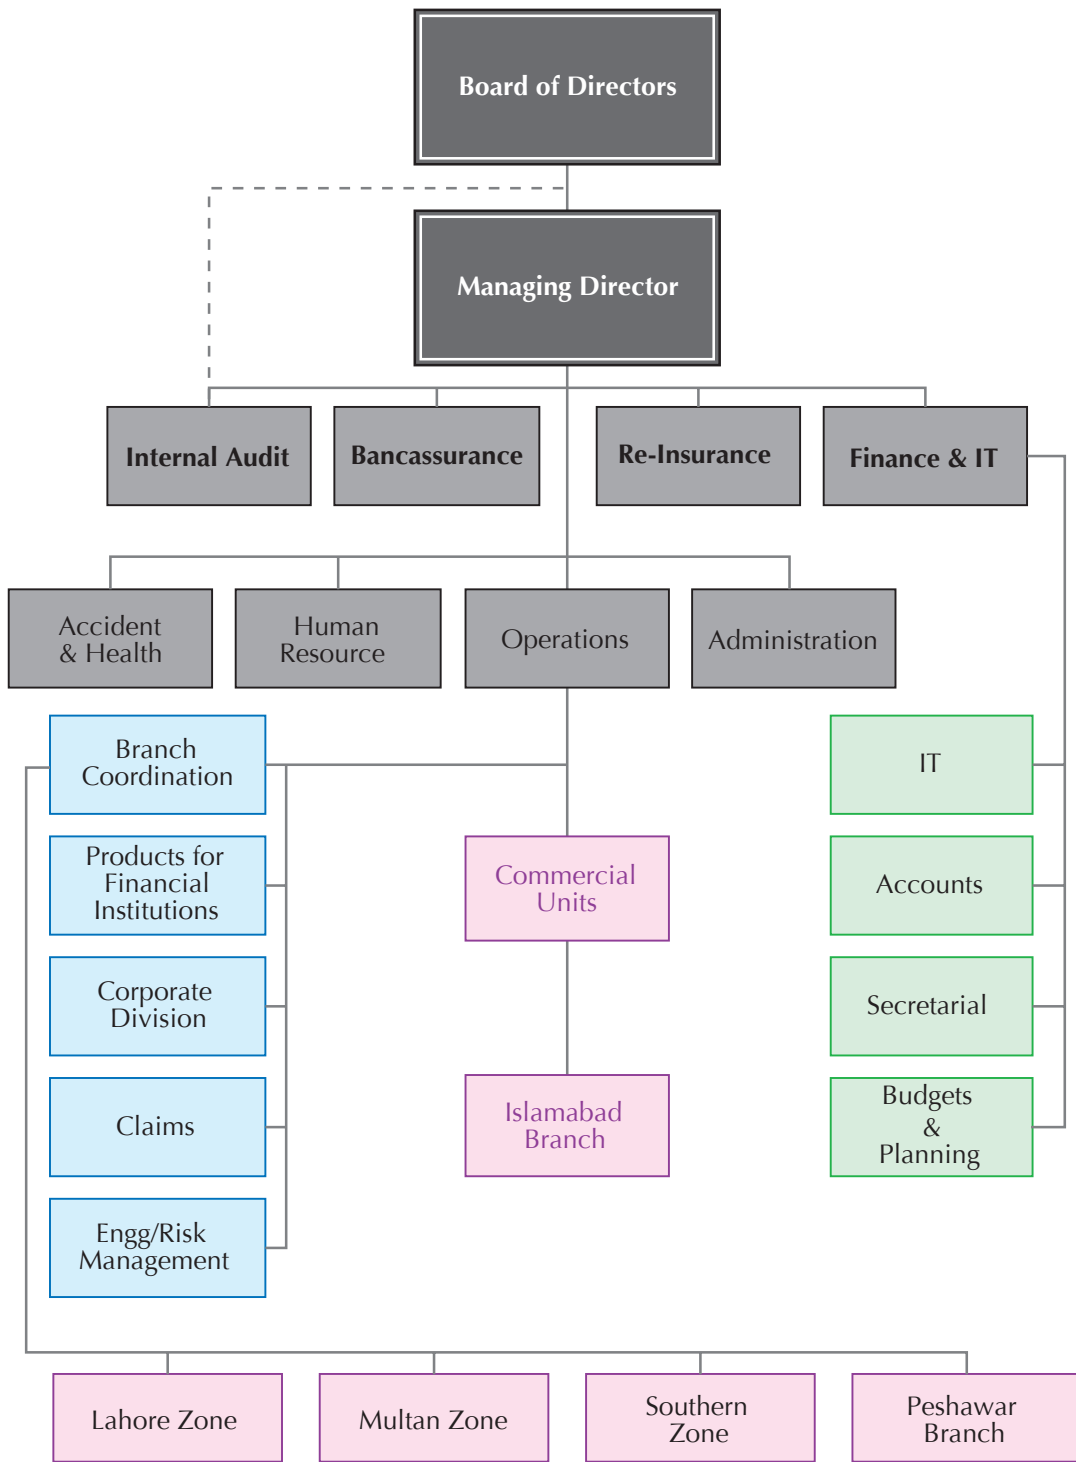 Board of Directors
Managing Director
Internal Audit
Bancassurance
Re-Insurance
Finance & IT
Accident
& Health
Human
Resource
Operations
Administration
Branch
Coordination
IT
Products for
Financial
Institutions
Commercial
Units
Accounts
Corporate
Division
Secretarial
Claims
Islamabad
Branch
Budgets
&
Planning
Engg/Risk
Management
Lahore Zone
Multan Zone
Southern
Zone
Peshawar
Branch